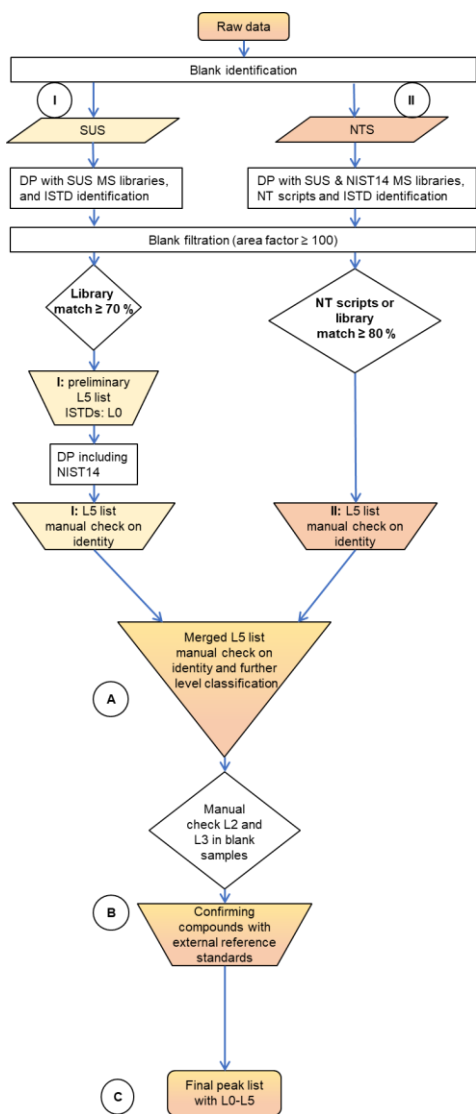 Raw data
Blank identification
I
II
SUS
NTS
DP with SUS MS libraries,
and ISTD identification
DP with SUS & NIST14 MS libraries,
NT scripts and ISTD identification
Blank filtration (area factor ≥ 100)
Library
match ≥ 70 %
NT scripts or
library
match ≥ 80 %
I: preliminary
L5 list
ISTDs: L0
DP including
NIST14
I: L5 list
manual check on
identity
II: L5 list
manual check on
identity
Merged L5 list
manual check on
identity and further
level classification
A
Manual
check L2 and
L3 in blank
samples
B
Confirming
compounds with
external reference
standards
C
Final peak list
with L0-L5